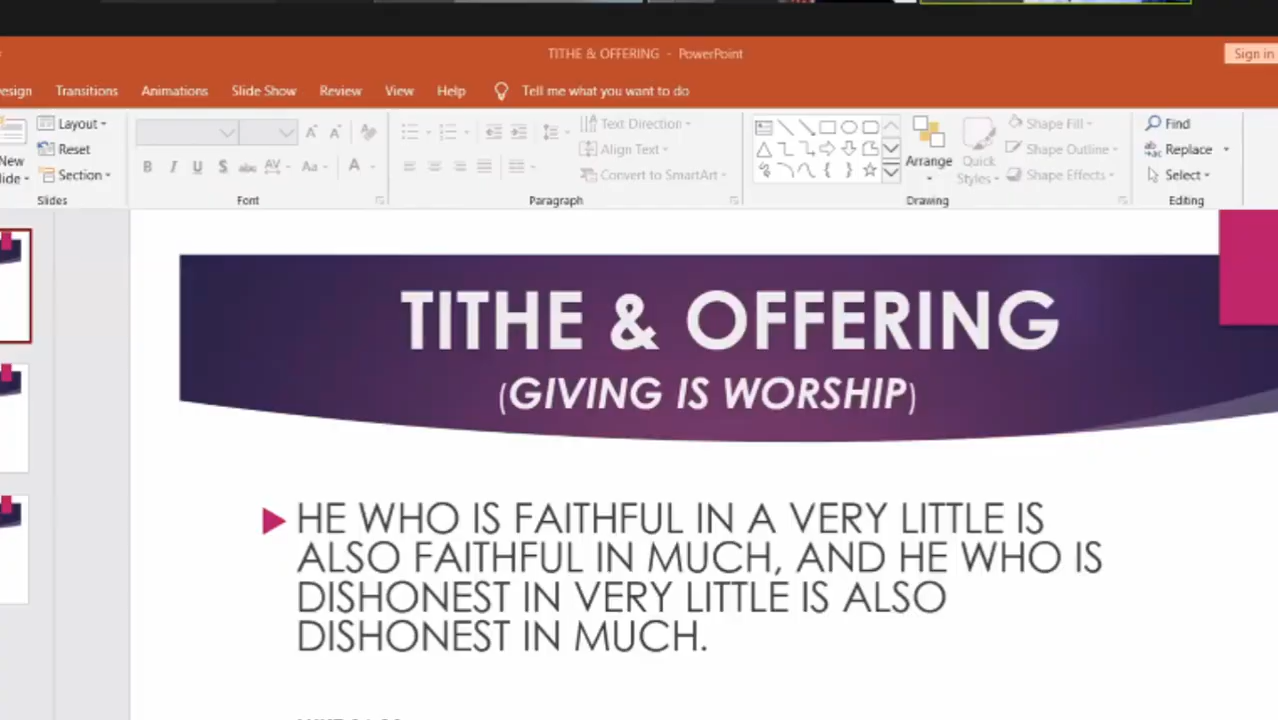 TITHE & OFFERING - PowerPoint
Sign in
esign Transitions Animations Slide Show Review View Help Tell me what you want to do
Layout
Reset
Section
New
lide
Slides
B I U S abc AV Aa A
Font
Text Direction
Align Text
Convert to SmartArt
Paragraph
Arrange
Quick
Styles
Shape Fill
Shape Outline
Shape Effects
Drawing
Find
Replace
Select
Editing
TITHE & OFFERING
(GIVING IS WORSHIP)
HE WHO IS FAITHFUL IN A VERY LITTLE IS
ALSO FAITHFUL IN MUCH, AND HE WHO IS
DISHONEST IN VERY LITTLE IS ALSO
DISHONEST IN MUCH.